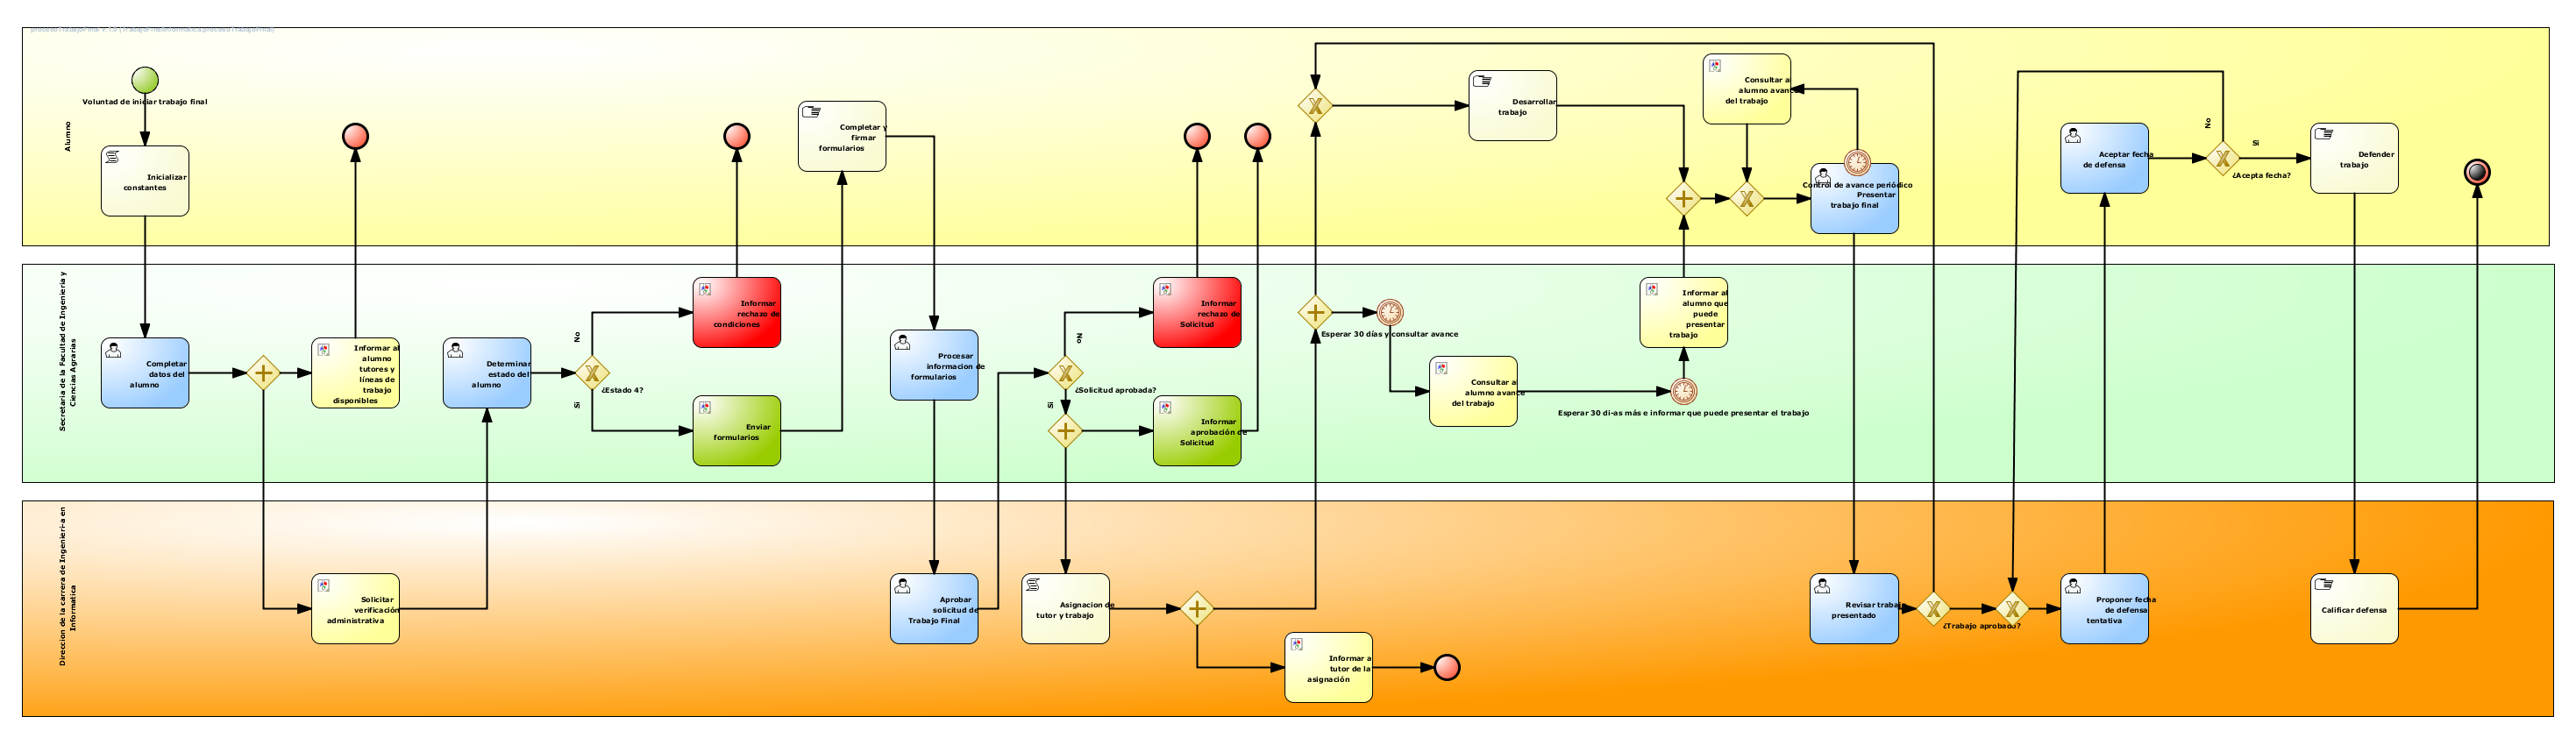 procesoTrabajoFinal v.1.0 (TrabajoFinalInformatica.procesoTrabajoFinal)
Alumno
Voluntad de iniciar trabajo final
Inicializar
constantes
Completar y
firmar
formularios
Desarrollar
trabajo
Consultar a
alumno avance
del trabajo
Control de avance periódico
Presentar
trabajo final
Aceptar fecha
de defensa
No
Si
¿Acepta fecha?
Defender
trabajo
Secretaria de la Facultad de Ingenieria y
Ciencias Agrarias
Completar
datos del
alumno
Informar al
alumno
tutores y
líneas de
trabajo
disponibles
Determinar
estado del
alumno
No
¿Estado 4?
Si
Informar
rechazo de
condiciones
Enviar
formularios
Procesar
informacion de
formularios
No
¿Solicitud aprobada?
Si
Informar
rechazo de
Solicitud
Informar
aprobación de
Solicitud
Esperar 30 días y consultar avance
Consultar a
alumno avance
del trabajo
Informar al
alumno que
puede
presentar
trabajo
Esperar 30 di-as más e informar que puede presentar el trabajo
Direccion de la carrera de Ingenieri-a en
Informatica
Solicitar
verificación
administrativa
Aprobar
solicitud de
Trabajo Final
Asignacion de
tutor y trabajo
Informar a
tutor de la
asignación
Revisar trabajo
presentado
¿Trabajo aprobado?
Proponer fecha
de defensa
tentativa
Calificar defensa